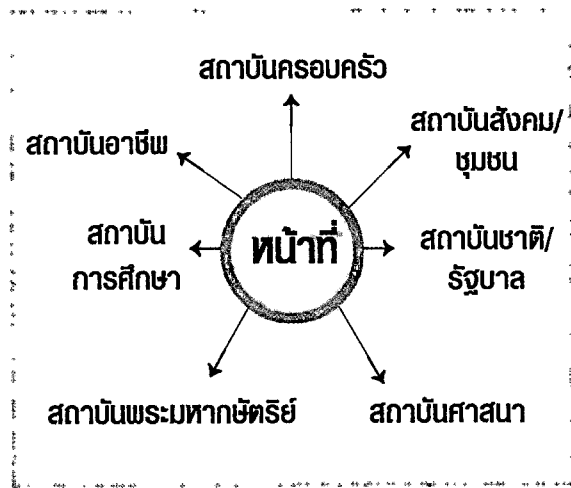 สถาบันครอบครัว
สถาบันสังคม/
ชุมชน
สถาบันอาชีพ
หน้าที่
สถาบัน
การศึกษา
สถาบันชาติ/
รัฐบาล
สถาบันพระมหากษัตริย์
สถาบันศาสนา